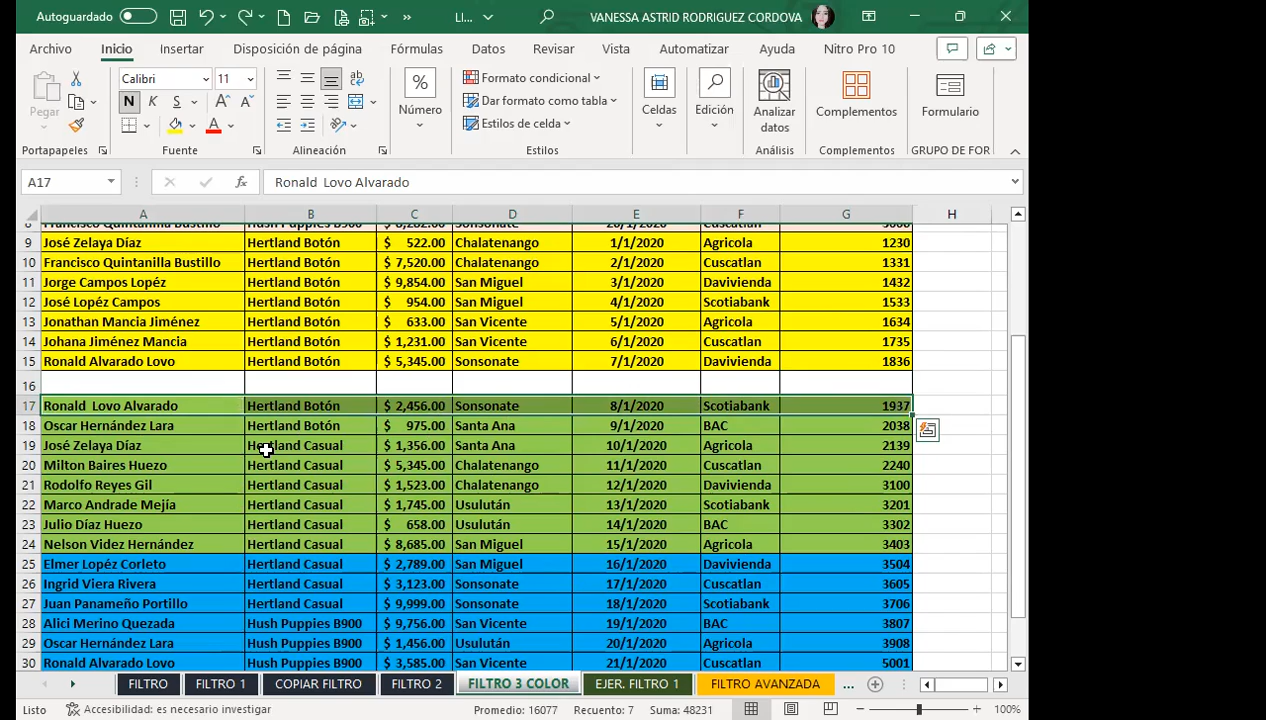 Autoguardado LI... VANESSA ASTRID RODRIGUEZ CORDOVA
Archivo Inicio Insertar Disposición de página Fórmulas Datos Revisar Vista Automatizar Ayuda Nitro Pro 10
Calibri 11
Pegar
N K S
Número
Formato condicional
Dar formato como tabla
Estilos de celda
Celdas Edición Analizar datos Complementos Formulario
Portapapeles Fuente Alineación Estilos Análisis Complementos GRUPO DE FOR
A17 fx Ronald  Lovo Alvarado
A B C D E F G H
9 José Zelaya Díaz Hertland Botón $ 522.00 Chalatenango 1/1/2020 Agricola 1230
10 Francisco Quintanilla Bustillo Hertland Botón $ 7,520.00 Chalatenango 2/1/2020 Cuscatlan 1331
11 Jorge Campos Lopéz Hertland Botón $ 9,854.00 San Miguel 3/1/2020 Davivienda 1432
12 José Lopéz Campos Hertland Botón $ 954.00 San Miguel 4/1/2020 Scotiabank 1533
13 Jonathan Mancia Jiménez Hertland Botón $ 633.00 San Vicente 5/1/2020 Agricola 1634
14 Johana Jiménez Mancia Hertland Botón $ 1,231.00 San Vicente 6/1/2020 Cuscatlan 1735
15 Ronald Alvarado Lovo Hertland Botón $ 5,345.00 Sonsonate 7/1/2020 Davivienda 1836
16
17 Ronald  Lovo Alvarado Hertland Botón $ 2,456.00 Sonsonate 8/1/2020 Scotiabank 1937
18 Oscar Hernández Lara Hertland Botón $ 975.00 Santa Ana 9/1/2020 BAC 2038
19 José Zelaya Díaz Hertland Casual $ 1,356.00 Santa Ana 10/1/2020 Agricola 2139
20 Milton Baires Huezo Hertland Casual $ 5,345.00 Chalatenango 11/1/2020 Cuscatlan 2240
21 Rodolfo Reyes Gil Hertland Casual $ 1,523.00 Chalatenango 12/1/2020 Davivienda 3100
22 Marco Andrade Mejía Hertland Casual $ 1,745.00 Usulután 13/1/2020 Scotiabank 3201
23 Julio Díaz Huezo Hertland Casual $ 658.00 Usulután 14/1/2020 BAC 3302
24 Nelson Videz Hernández Hertland Casual $ 8,685.00 San Miguel 15/1/2020 Agricola 3403
25 Elmer Lopéz Corleto Hertland Casual $ 2,789.00 San Miguel 16/1/2020 Davivienda 3504
26 Ingrid Viera Rivera Hertland Casual $ 3,123.00 Sonsonate 17/1/2020 Cuscatlan 3605
27 Juan Panameño Portillo Hertland Casual $ 9,999.00 Sonsonate 18/1/2020 Scotiabank 3706
28 Alici Merino Quezada Hush Puppies B900 $ 9,756.00 San Vicente 19/1/2020 BAC 3807
29 Oscar Hernández Lara Hush Puppies B900 $ 1,456.00 Usulután 20/1/2020 Agricola 3908
30 Ronald Alvarado Lovo Hush Puppies B900 $ 3,585.00 San Vicente 21/1/2020 Cuscatlan 5001
FILTRO FILTRO 1 COPIAR FILTRO FILTRO 2 FILTRO 3 COLOR EJER. FILTRO 1 FILTRO AVANZADA ...
Listo Accesibilidad: es necesario investigar Promedio: 16077 Recuento: 7 Suma: 48231 100%